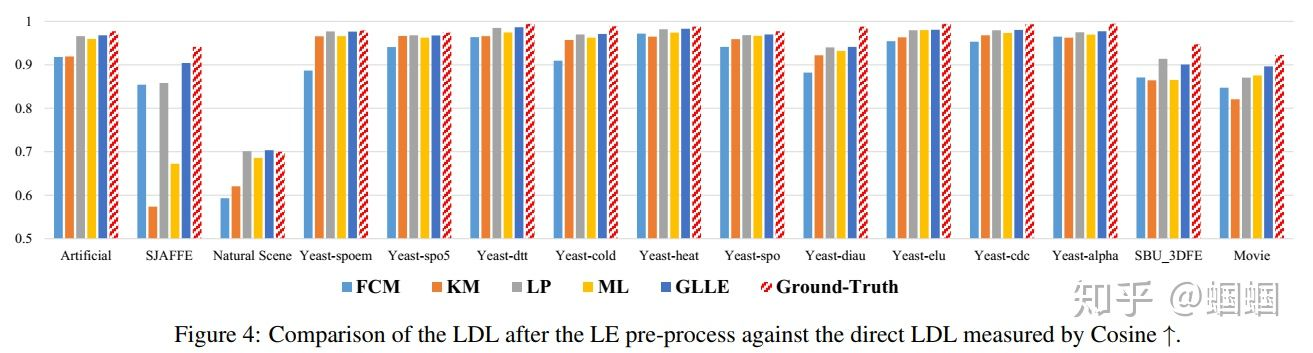 1
0.9
0.8
0.7
0.6
0.5
Artificial SJAFFE Natural Scene Yeast-spoem Yeast-spo5 Yeast-dtt Yeast-cold Yeast-heat Yeast-spo Yeast-diau Yeast-elu Yeast-cdc Yeast-alpha SBU_3DFE Movie
FCM KM LP ML GLLE Ground-Truth
知乎 @蝈蝈
Figure 4: Comparison of the LDL after the LE pre-process against the direct LDL measured by Cosine ↑.